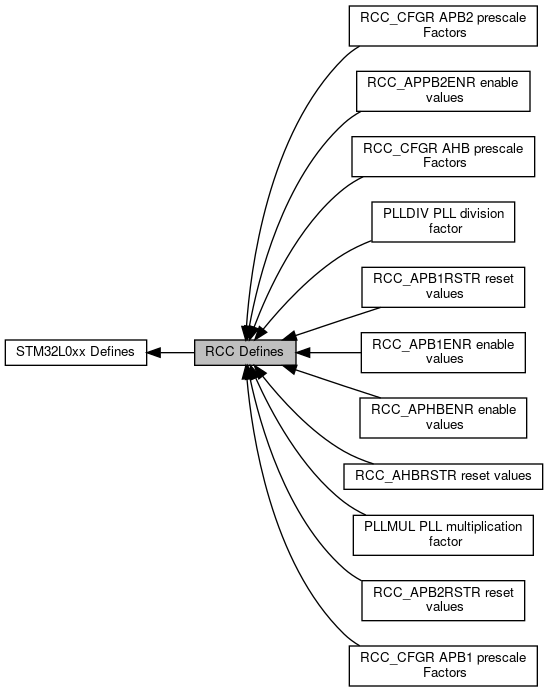 RCC_CFGR APB2 prescale
Factors
RCC_APPB2ENR enable
values
RCC_CFGR AHB prescale
Factors
PLLDIV PLL division
factor
RCC_APB1RSTR reset
values
STM32L0xx Defines
RCC Defines
RCC_APB1ENR enable
values
RCC_APHBENR enable
values
RCC_AHBRSTR reset values
PLLMUL PLL multiplication
factor
RCC_APB2RSTR reset
values
RCC_CFGR APB1 prescale
Factors